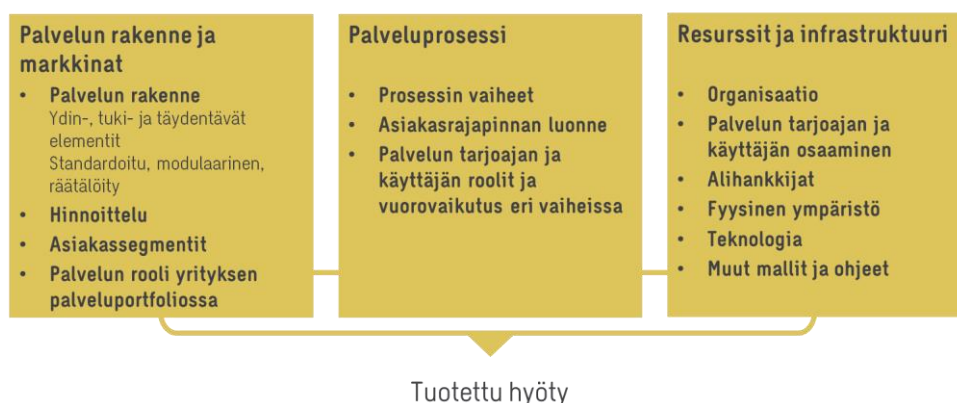 Palvelun rakenne ja
markkinat
• Palvelun rakenne
Ydin-, tuki- ja täydentävät
elementit
Standardoitu, modulaarinen,
räätälöity
• Hinnoittelu
• Asiakassegmentit
• Palvelun rooli yrityksen
palveluportfoliossa
Palveluprosessi
• Prosessin vaiheet
• Asiakasrajapinnan luonne
• Palvelun tarjoajan ja
käyttäjän roolit ja
vuorovaikutus eri vaiheissa
Resurssit ja infrastruktuuri
• Organisaatio
• Palvelun tarjoajan ja
käyttäjän osaaminen
• Alihankkijat
• Fyysinen ympäristö
• Teknologia
• Muut mallit ja ohjeet
Tuotettu hyöty